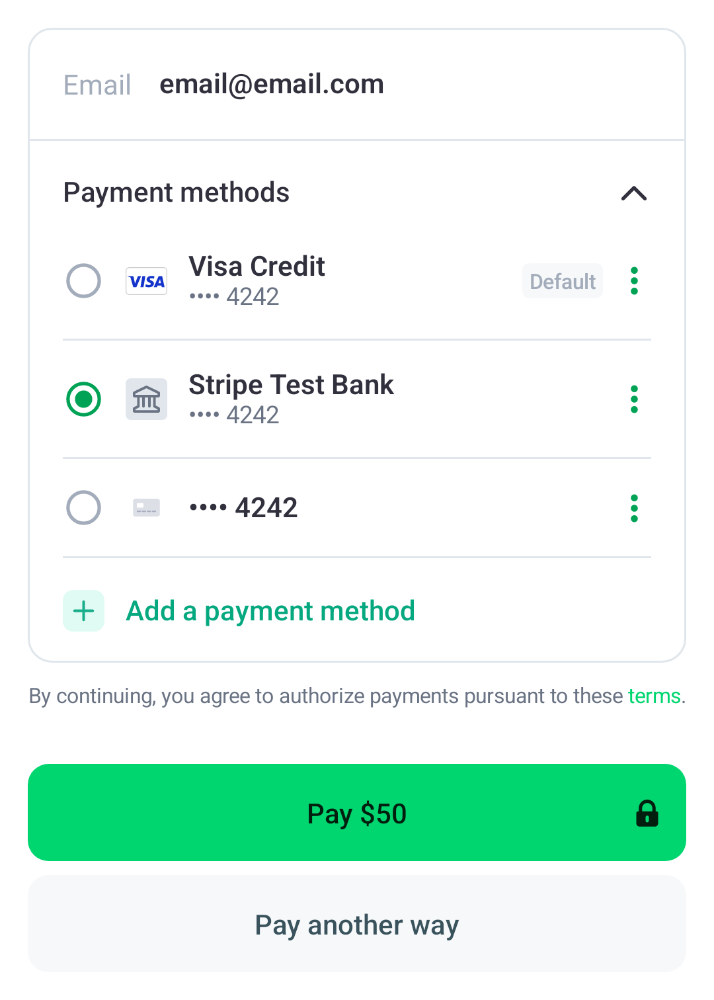 Email email@email.com
Payment methods
VISA
Visa Credit
•••• 4242
Default
Stripe Test Bank
•••• 4242
•••• 4242
Add a payment method
By continuing, you agree to authorize payments pursuant to these terms.
Pay $50
Pay another way